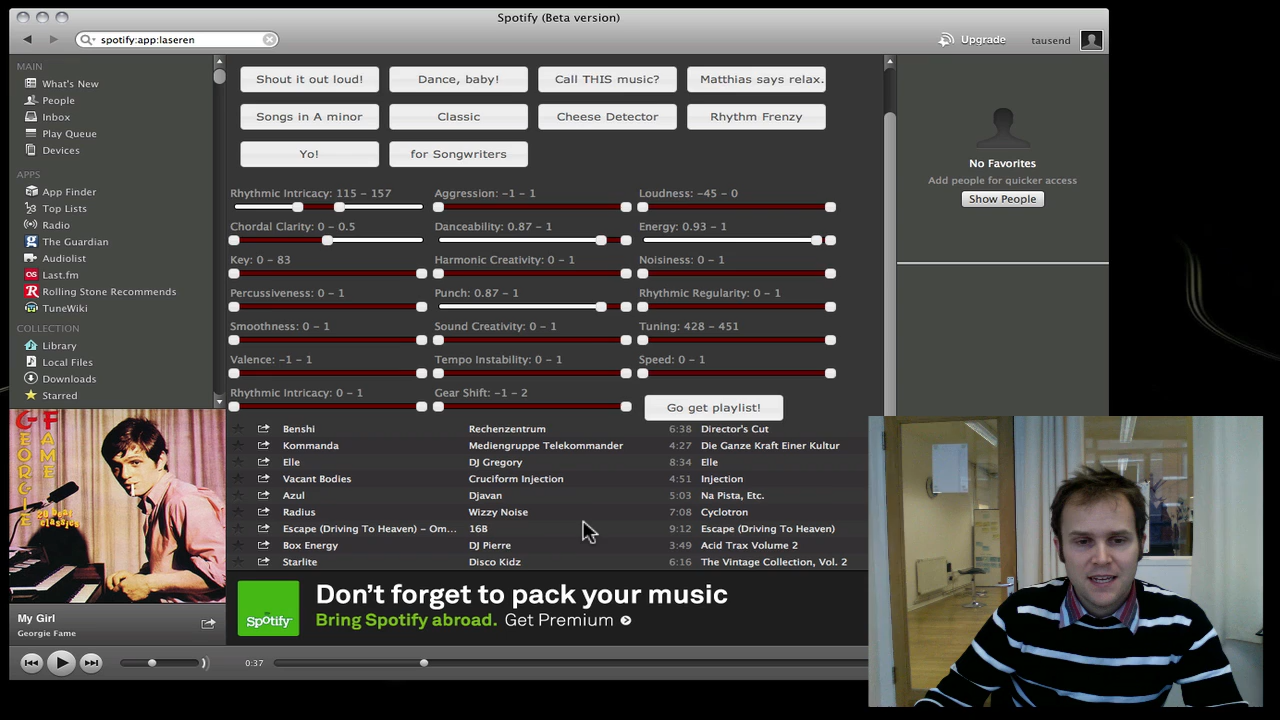 Spotify (Beta version)
spotify:app:laseren
Upgrade
tausend
MAIN
What's New
People
Inbox
Play Queue
Devices
APPS
App Finder
Top Lists
Radio
The Guardian
Audiolist
Last.fm
Rolling Stone Recommends
TuneWiki
COLLECTION
Library
Local Files
Downloads
Starred
Shout it out loud!
Dance, baby!
Call THIS music?
Matthias says relax.
Songs in A minor
Classic
Cheese Detector
Rhythm Frenzy
Yo!
for Songwriters
Rhythmic Intricacy: 115 – 157
Aggression: –1 – 1
Loudness: –45 – 0
Chordal Clarity: 0 – 0.5
Danceability: 0.87 – 1
Energy: 0.93 – 1
Key: 0 – 83
Harmonic Creativity: 0 – 1
Noisiness: 0 – 1
Percussiveness: 0 – 1
Punch: 0.87 – 1
Rhythmic Regularity: 0 – 1
Smoothness: 0 – 1
Sound Creativity: 0 – 1
Tuning: 428 – 451
Valence: –1 – 1
Tempo Instability: 0 – 1
Speed: 0 – 1
Rhythmic Intricacy: 0 – 1
Gear Shift: –1 – 2
Go get playlist!
Benshi Rechenzentrum 6:38 Director's Cut
Kommanda Mediengruppe Telekommander 4:27 Die Ganze Kraft Einer Kultur
Elle DJ Gregory 8:34 Elle
Vacant Bodies Cruciform Injection 4:51 Injection
Azul Djavan 5:03 Na Pista, Etc.
Radius Wizzy Noise 7:08 Cyclotron
Escape (Driving To Heaven) – Om... 16B 9:12 Escape (Driving To Heaven)
Box Energy DJ Pierre 3:49 Acid Trax Volume 2
Starlite Disco Kidz 6:16 The Vintage Collection, Vol. 2
No Favorites
Add people for quicker access
Show People
GEORGIE
FAME
20 beat
classics
My Girl
Georgie Fame
Spotify
Don't forget to pack your music
Bring Spotify abroad. Get Premium
0:37